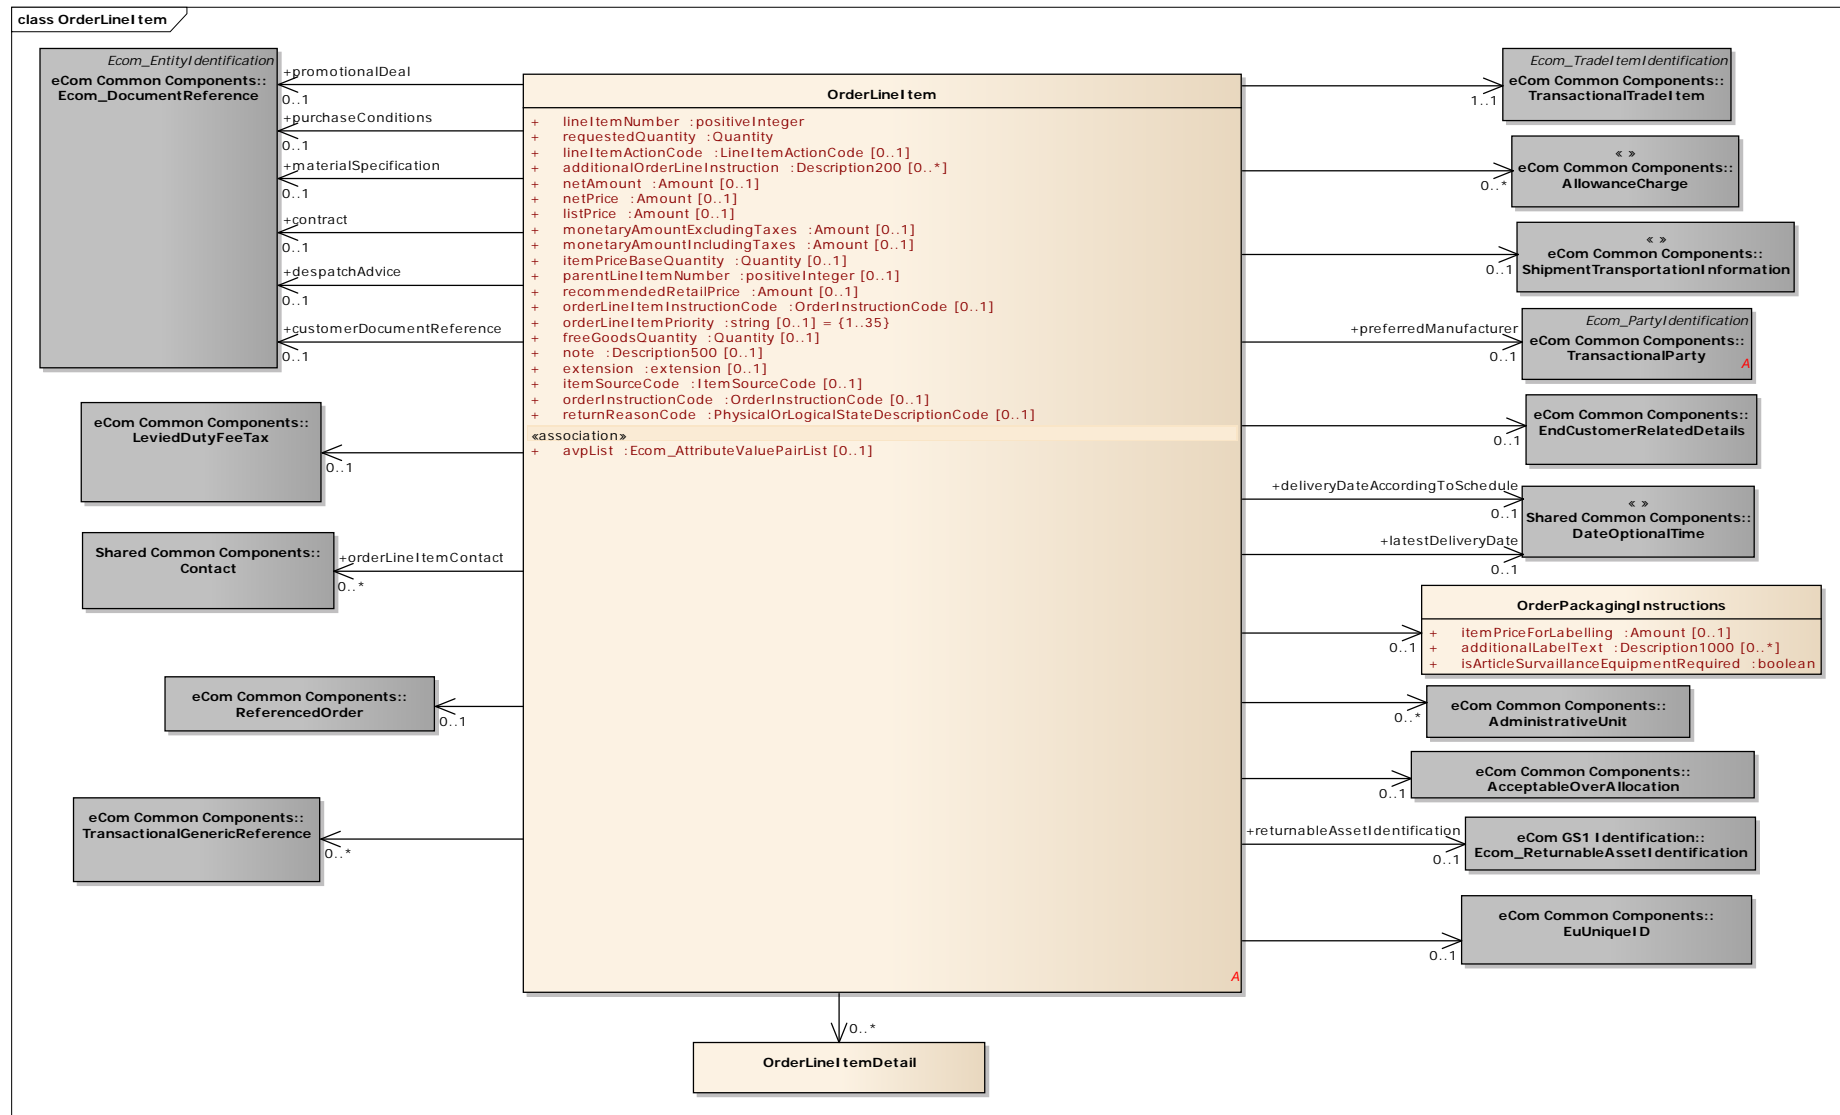 class OrderLineItem
Ecom_EntityIdentification
eCom Common Components::
Ecom_DocumentReference
+promotionalDeal
0..1
+purchaseConditions
0..1
+materialSpecification
0..1
+contract
0..1
+despatchAdvice
0..1
+customerDocumentReference
0..1
eCom Common Components::
LeviedDutyFeeTax
0..1
Shared Common Components::
Contact
+orderLineItemContact
0..*
eCom Common Components::
ReferencedOrder
0..1
eCom Common Components::
TransactionalGenericReference
0..*
OrderLineItem
+ lineItemNumber :positiveInteger
+ requestedQuantity :Quantity
+ lineItemActionCode :LineItemActionCode [0..1]
+ additionalOrderLineInstruction :Description200 [0..*]
+ netAmount :Amount [0..1]
+ netPrice :Amount [0..1]
+ listPrice :Amount [0..1]
+ monetaryAmountExcludingTaxes :Amount [0..1]
+ monetaryAmountIncludingTaxes :Amount [0..1]
+ itemPriceBaseQuantity :Quantity [0..1]
+ parentLineItemNumber :positiveInteger [0..1]
+ recommendedRetailPrice :Amount [0..1]
+ orderLineItemInstructionCode :OrderInstructionCode [0..1]
+ orderLineItemPriority :string [0..1] = {1..35}
+ freeGoodsQuantity :Quantity [0..1]
+ note :Description500 [0..1]
+ extension :extension [0..1]
+ itemSourceCode :ItemSourceCode [0..1]
+ orderInstructionCode :OrderInstructionCode [0..1]
+ returnReasonCode :PhysicalOrLogicalStateDescriptionCode [0..1]
«association»
+ avpList :Ecom_AttributeValuePairList [0..1]
A
0..*
OrderLineItemDetail
Ecom_TradeItemIdentification
eCom Common Components::
TransactionalTradeItem
1..1
« »
eCom Common Components::
AllowanceCharge
0..*
« »
eCom Common Components::
ShipmentTransportationInformation
0..1
Ecom_PartyIdentification
eCom Common Components::
TransactionalParty
A
+preferredManufacturer
0..1
eCom Common Components::
EndCustomerRelatedDetails
0..1
« »
Shared Common Components::
DateOptionalTime
+deliveryDateAccordingToSchedule
0..1
+latestDeliveryDate
0..1
OrderPackagingInstructions
+ itemPriceForLabelling :Amount [0..1]
+ additionalLabelText :Description1000 [0..*]
+ isArticleSurvaillanceEquipmentRequired :boolean
0..1
eCom Common Components::
AdministrativeUnit
0..*
eCom Common Components::
AcceptableOverAllocation
0..1
+returnableAssetIdentification
0..1
eCom GS1 Identification::
Ecom_ReturnableAssetIdentification
eCom Common Components::
EuUniqueID
0..1